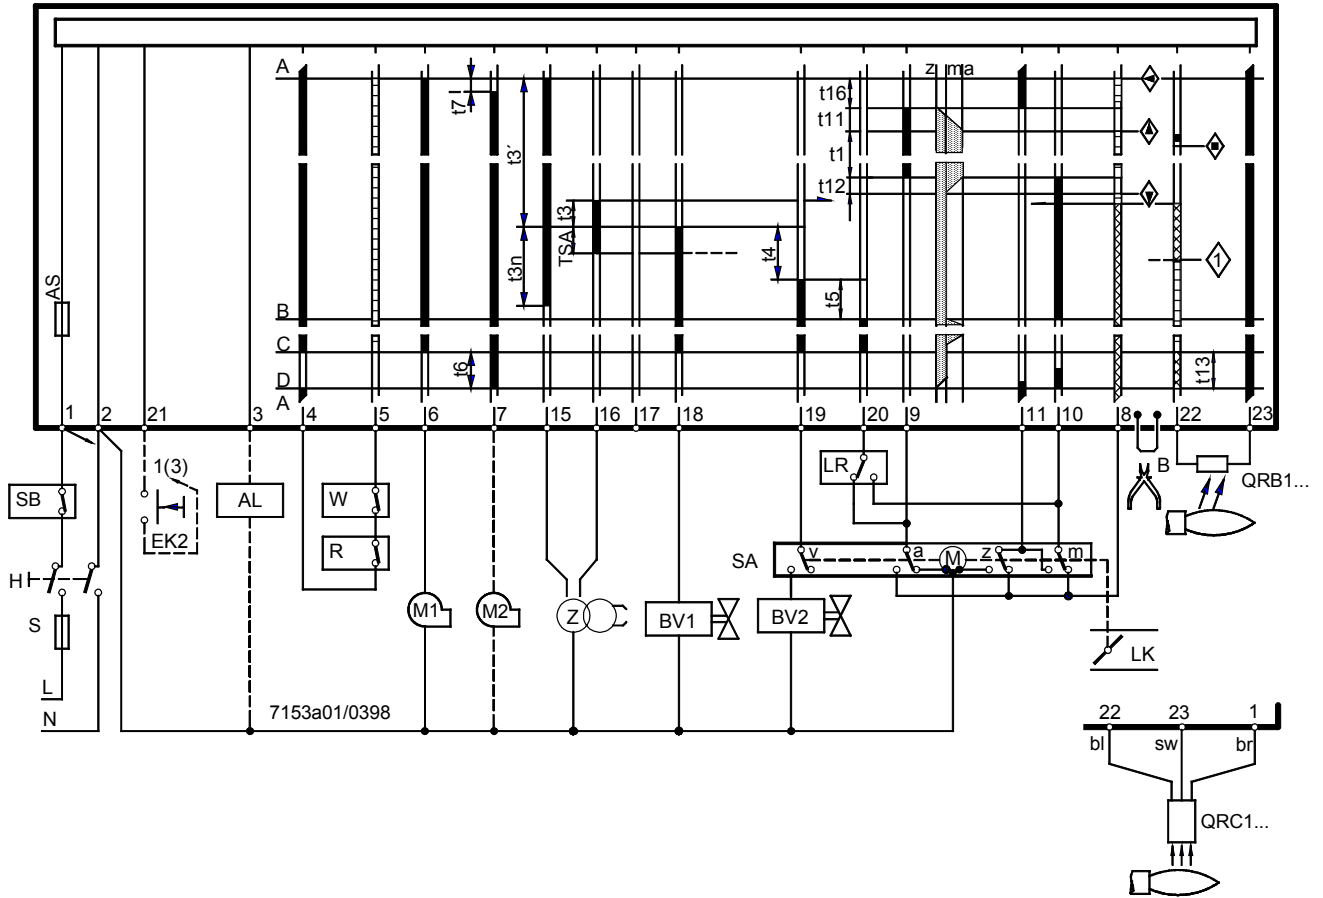 A
z ma
t7
t16
t11
t3´
t1
t12
t3
TSA
t3n
t4
1
AS
t5
B
C
t6
t13
D
A
1 2 21 3 4 5 6 7 15 16 17 18 19 20 9 11 10 8 22 23
1(3)
LR
B
QRB1...
SB
AL
W
EK2
R
SA
v a M z m
H
M1 M2 Z BV1 BV2
S
LK
L
N
7153a01/0398
22 23 1
bl sw br
QRC1...